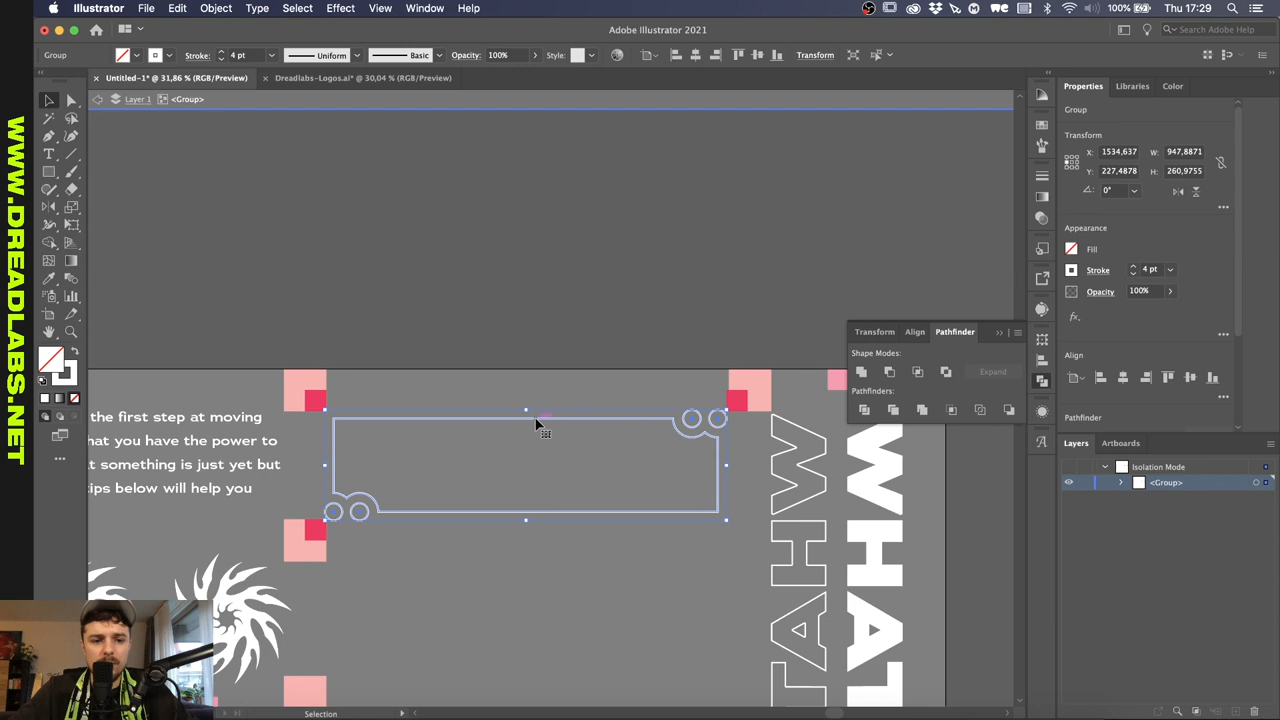 Illustrator File Edit Object Type Select Effect View Window Help
100% Thu 17:29
Adobe Illustrator 2021
Search Adobe Help
Group Stroke: 4 pt Uniform Basic Opacity: 100% Style: Transform
× Untitled-1* @ 31,86 % (RGB/Preview) × Dreadlabs-Logos.ai* @ 30,04 % (RGB/Preview)
Layer 1 <Group>
Properties Libraries Color
Group
Transform
X: 1534,637 W: 947,8871
Y: 227,4878 H: 260,9755
0°
Appearance
Fill
Stroke 4 pt
Opacity 100%
fx.
Align
Pathfinder
Transform Align Pathfinder
Shape Modes:
Expand
Pathfinders:
Layers Artboards
Isolation Mode
<Group>
WWW.DREADLABS.NET
the first step at moving
hat you have the power to
t something is just yet but
tips below will help you
WHAT
WHAT
Selection